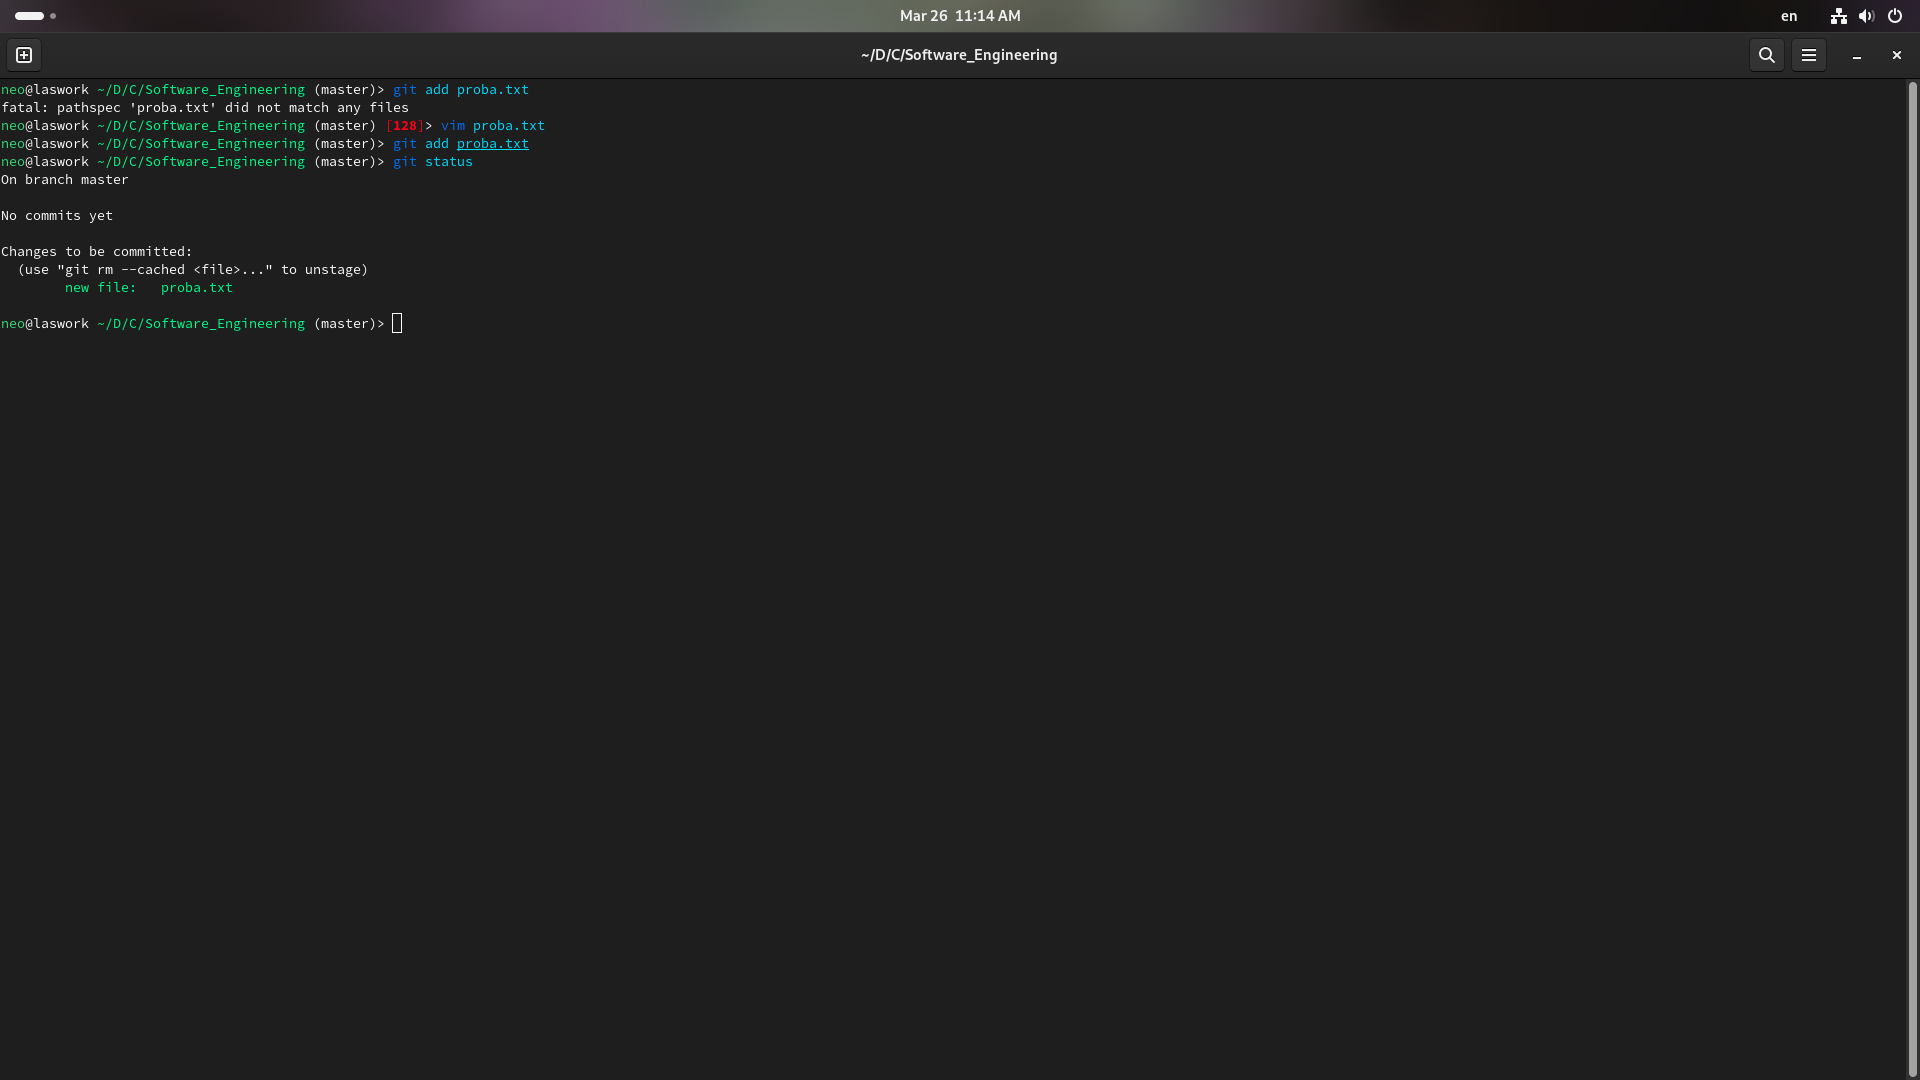 Mar 26 11:14 AM
en
~/D/C/Software_Engineering
neo@laswork ~/D/C/Software_Engineering (master)> git add proba.txt
fatal: pathspec 'proba.txt' did not match any files
neo@laswork ~/D/C/Software_Engineering (master) [128]> vim proba.txt
neo@laswork ~/D/C/Software_Engineering (master)> git add proba.txt
neo@laswork ~/D/C/Software_Engineering (master)> git status
On branch master
No commits yet
Changes to be committed:
(use "git rm --cached <file>..." to unstage)
new file: proba.txt
neo@laswork ~/D/C/Software_Engineering (master)>